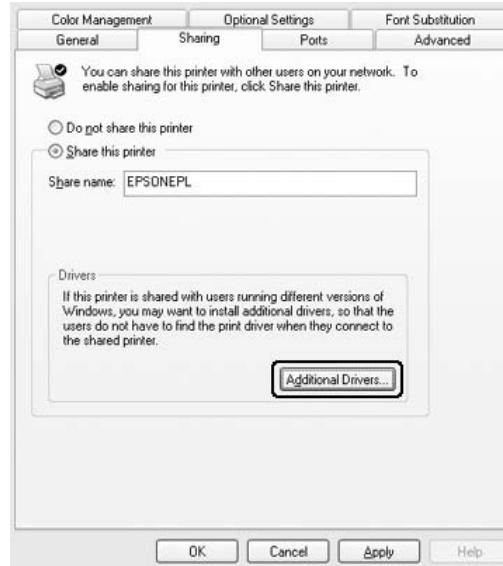 Color Management Optional Settings Font Substitution
General Sharing Ports Advanced
You can share this printer with other users on your network. To
enable sharing for this printer, click Share this printer.
Do not share this printer
Share this printer
Share name: EPSONEPL
Drivers
If this printer is shared with users running different versions of
Windows, you may want to install additional drivers, so that the
users do not have to find the print driver when they connect to
the shared printer.
Additional Drivers...
OK Cancel Apply Help